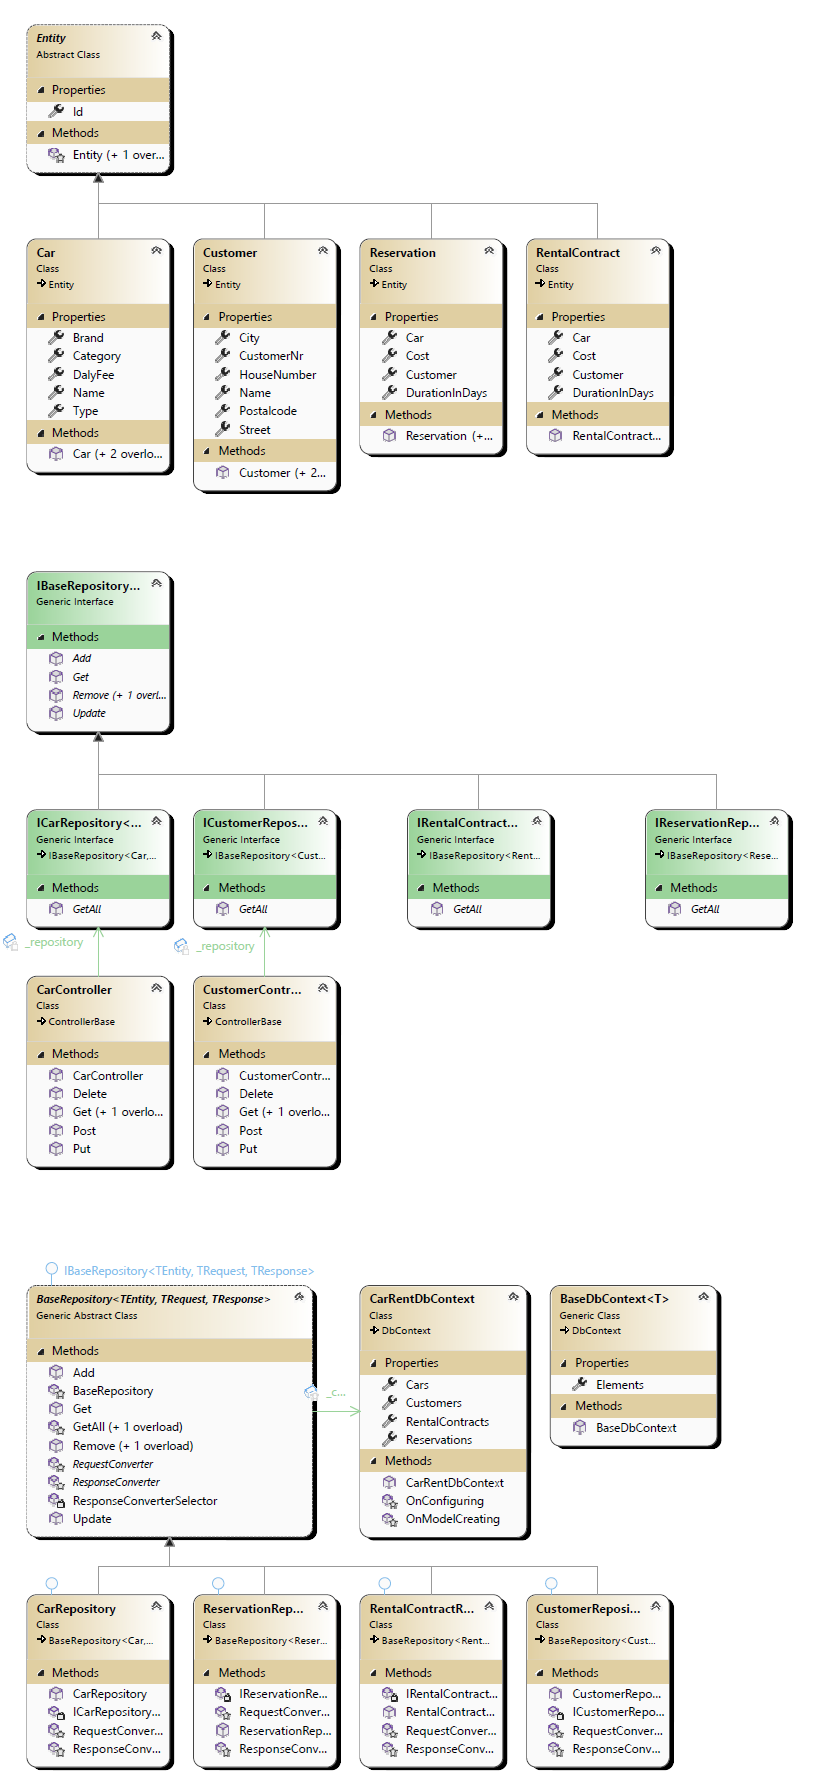 Entity
Abstract Class
Properties
Id
Methods
Entity (+ 1 over...
Car
Class
Entity
Properties
Brand
Category
DalyFee
Name
Type
Methods
Car (+ 2 overlo...
Customer
Class
Entity
Properties
City
CustomerNr
HouseNumber
Name
Postalcode
Street
Methods
Customer (+ 2...
Reservation
Class
Entity
Properties
Car
Cost
Customer
DurationInDays
Methods
Reservation (+...
RentalContract
Class
Entity
Properties
Car
Cost
Customer
DurationInDays
Methods
RentalContract...
IBaseRepository...
Generic Interface
Methods
Add
Get
Remove (+ 1 overl...
Update
ICarRepository<...
Generic Interface
IBaseRepository<Car,...
Methods
GetAll
ICustomerRepos...
Generic Interface
IBaseRepository<Cust...
Methods
GetAll
IRentalContract...
Generic Interface
IBaseRepository<Rent...
Methods
GetAll
IReservationRep...
Generic Interface
IBaseRepository<Rese...
Methods
GetAll
_repository
_repository
CarController
Class
ControllerBase
Methods
CarController
Delete
Get (+ 1 overlo...
Post
Put
CustomerContr...
Class
ControllerBase
Methods
CustomerContr...
Delete
Get (+ 1 overlo...
Post
Put
IBaseRepository<TEntity, TRequest, TResponse>
BaseRepository<TEntity, TRequest, TResponse>
Generic Abstract Class
Methods
Add
BaseRepository
Get
GetAll (+ 1 overload)
Remove (+ 1 overload)
RequestConverter
ResponseConverter
ResponseConverterSelector
Update
_c...
CarRentDbContext
Class
DbContext
Properties
Cars
Customers
RentalContracts
Reservations
Methods
CarRentDbContext
OnConfiguring
OnModelCreating
BaseDbContext<T>
Generic Class
DbContext
Properties
Elements
Methods
BaseDbContext
CarRepository
Class
BaseRepository<Car,...
Methods
CarRepository
ICarRepository...
RequestConver...
ResponseConv...
ReservationRep...
Class
BaseRepository<Reser...
Methods
IReservationRe...
RequestConver...
ReservationRep...
ResponseConv...
RentalContractR...
Class
BaseRepository<Rent...
Methods
IRentalContract...
RentalContract...
RequestConver...
ResponseConv...
CustomerReposi...
Class
BaseRepository<Cust...
Methods
CustomerRepo...
ICustomerRepo...
RequestConver...
ResponseConv...